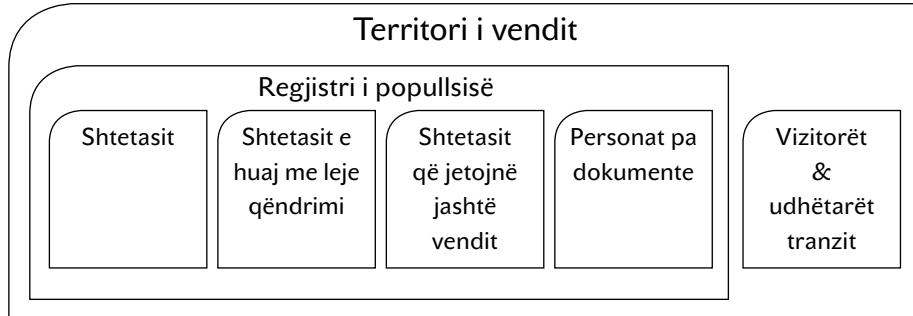 Territori i vendit
Regjistri i popullsisë
Shtetasit
Shtetasit e
huaj me leje
qëndrimi
Shtetasit
që jetojnë
jashtë
vendit
Personat pa
dokumente
Vizitorët
&
udhëtarët
tranzit